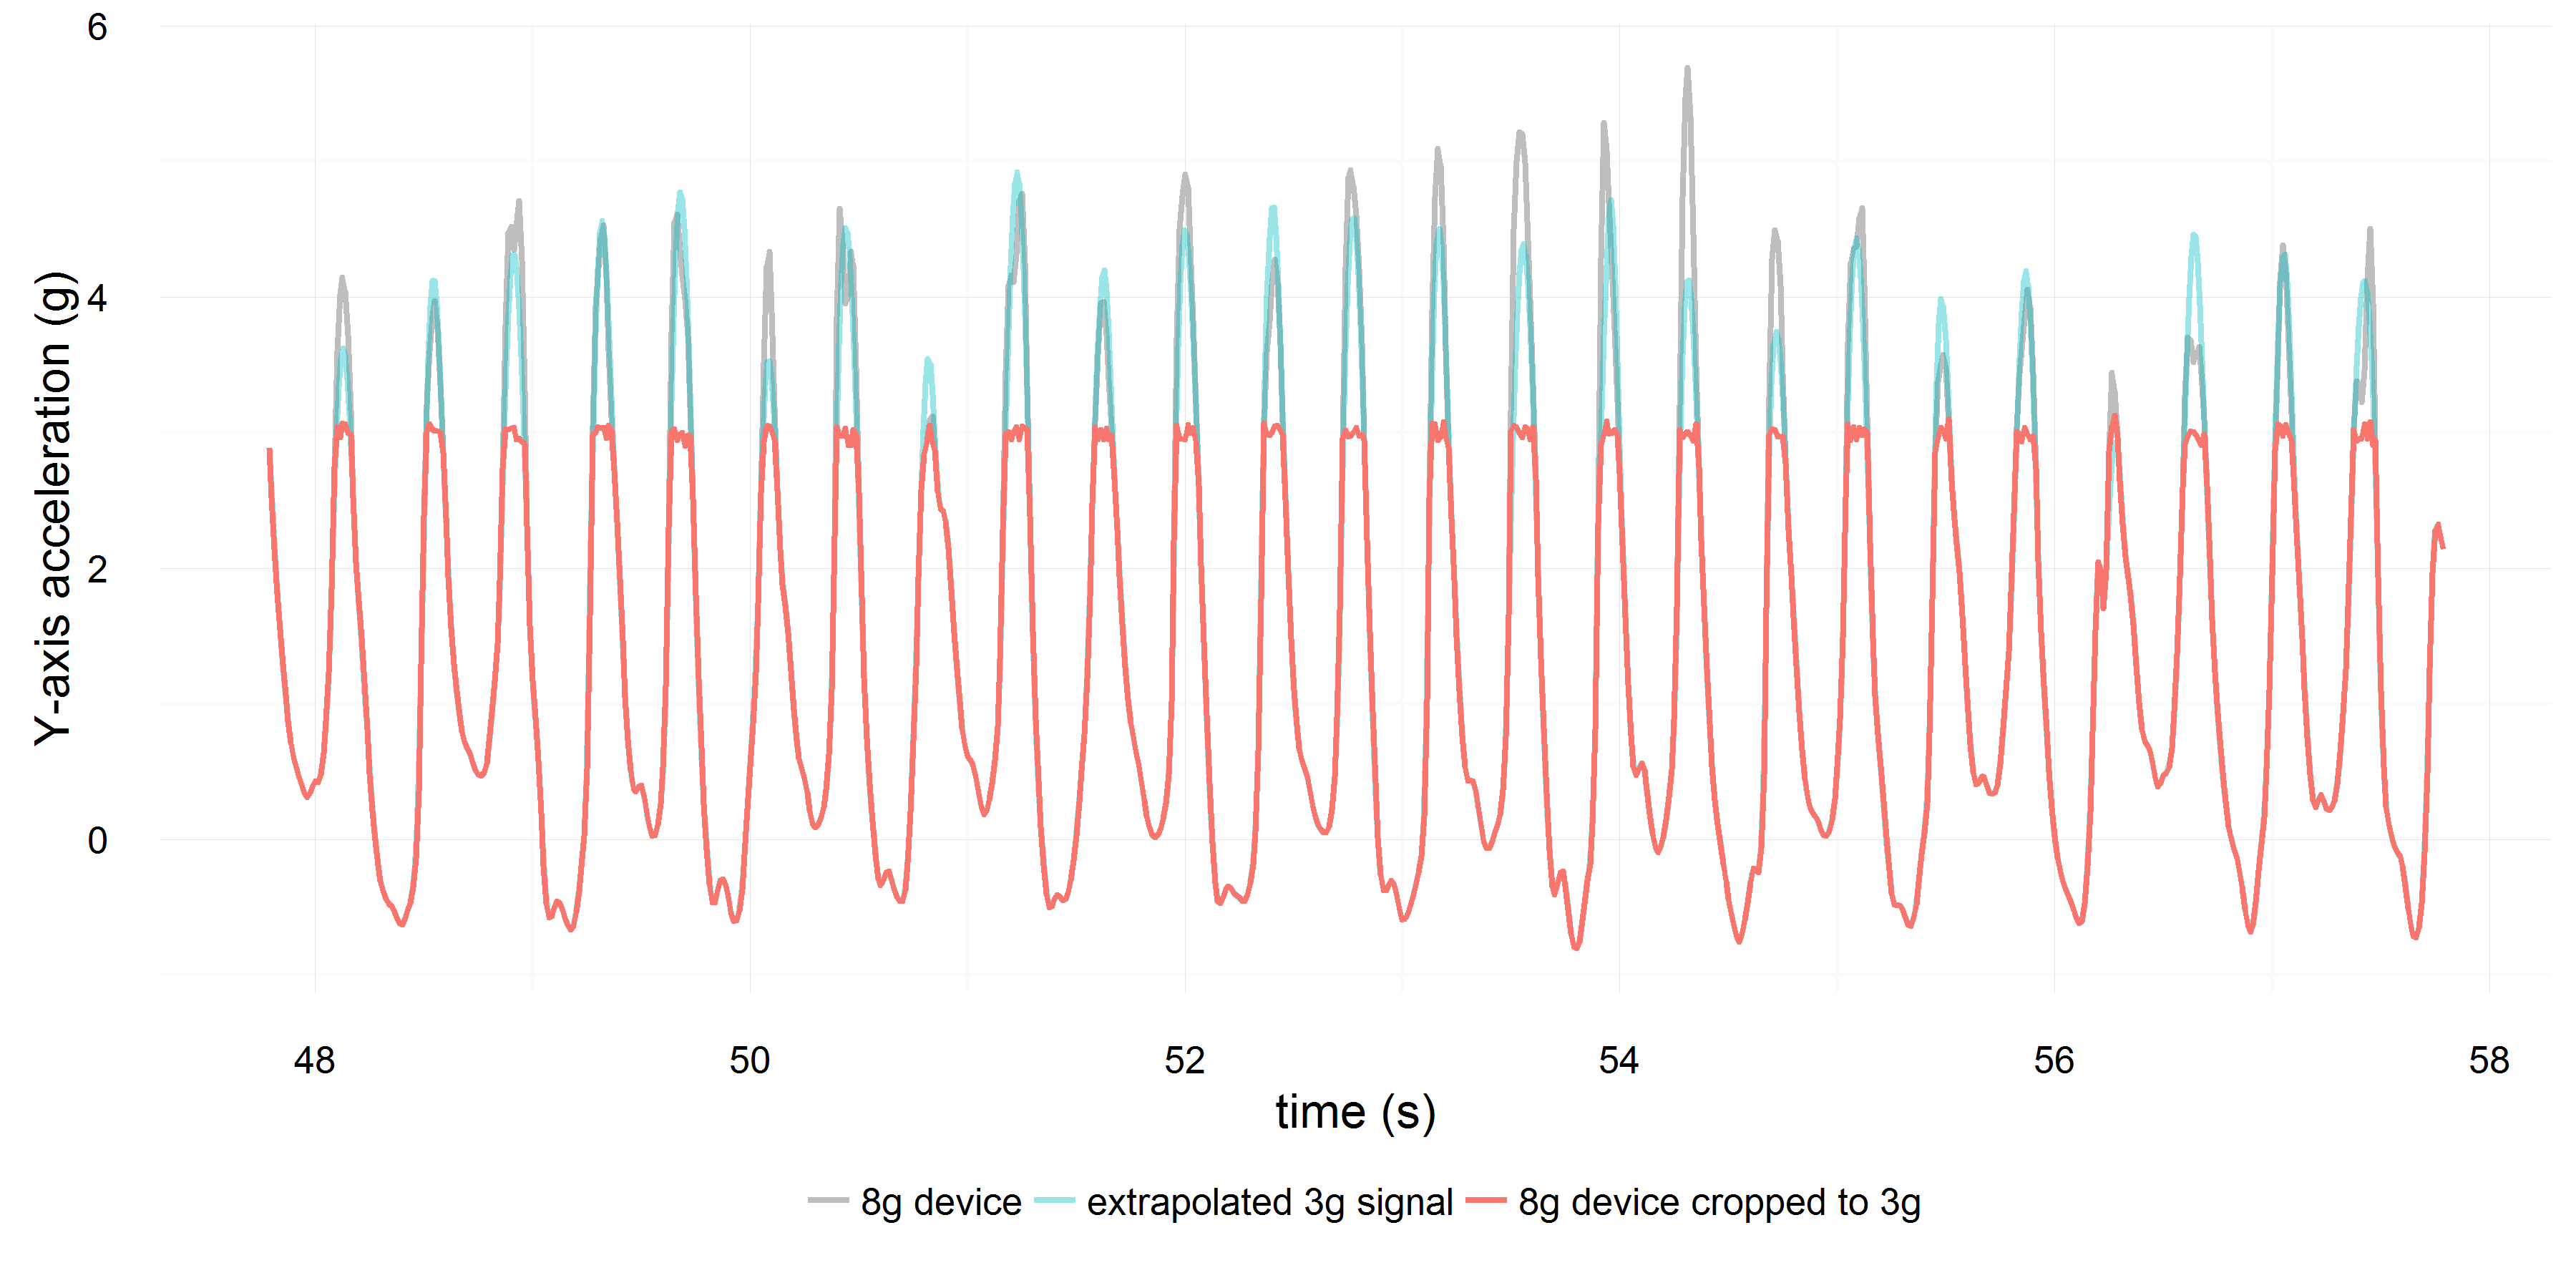 6
4
2
0
Y-axis acceleration (g)
48 50 52 54 56 58
time (s)
8g device extrapolated 3g signal 8g device cropped to 3g